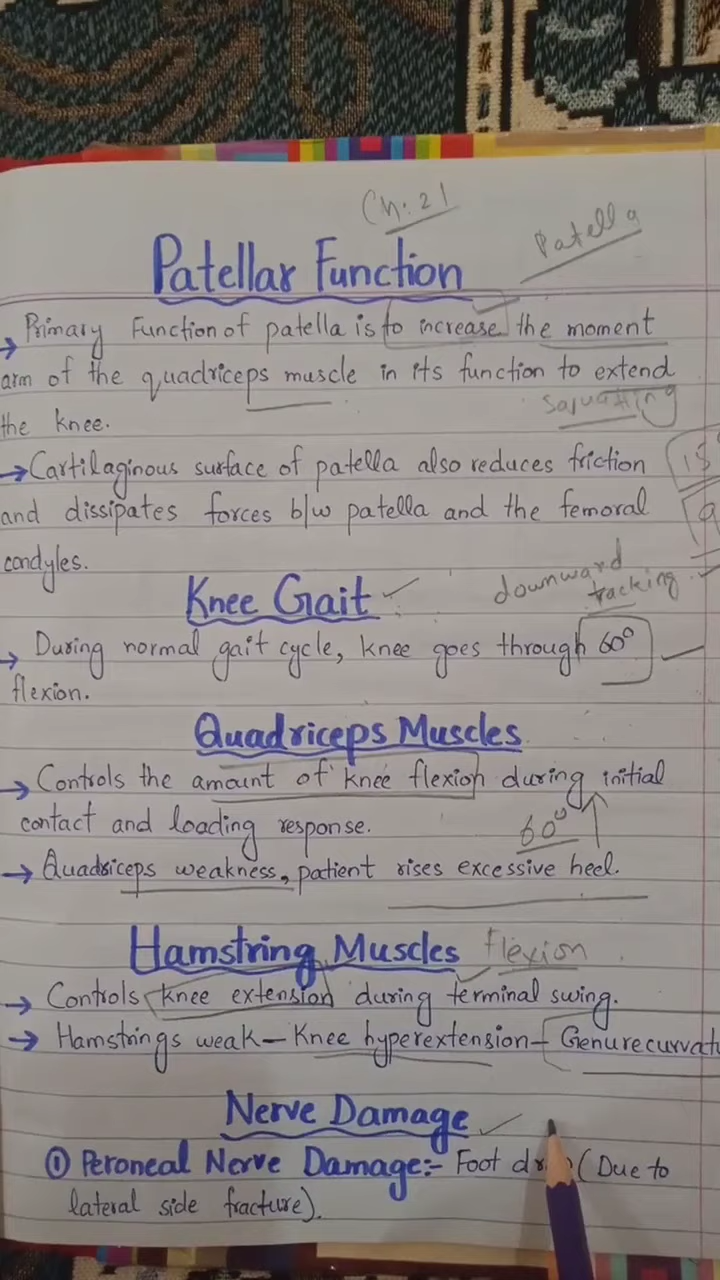 Ch: 21
Patella
Patellar Function
→ Primary Function of patella is to increase the moment
arm of the quadriceps muscle in its function to extend
squatting
the knee.
→ Cartilaginous surface of patella also reduces friction
and dissipates forces b/w patella and the femoral
condyles.
downward
tracking
Knee Gait
→ During normal gait cycle, knee goes through 60°
flexion.
Quadriceps Muscles
→ Controls the amount of knee flexion during initial
contact and loading response.
60°
→ Quadriceps weakness, patient rises excessive heel.
Hamstring Muscles flexion
→ Controls knee extension during terminal swing.
→ Hamstrings weak – Knee hyperextension – Genurecurvat
Nerve Damage
① Peroneal Nerve Damage:- Foot (Due to
lateral side fracture).